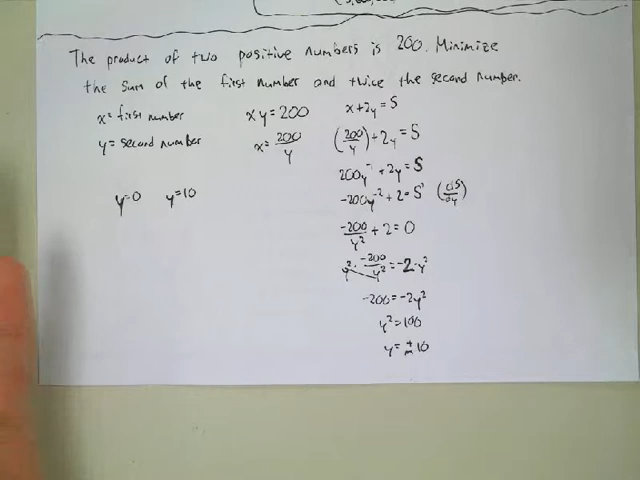 The product of two positive numbers is 200. Minimize
the sum of the first number and twice the second number.
x = first number
y = second number
y=0 y=10
xy = 200
x = 200/y
x + 2y = S
(200/y) + 2y = S
200y⁻¹ + 2y = S
-200y⁻² + 2 = S' (dS/dy)
-200/y² + 2 = 0
y² · -200/y² = -2 · y²
-200 = -2y²
y² = 100
y = ±10